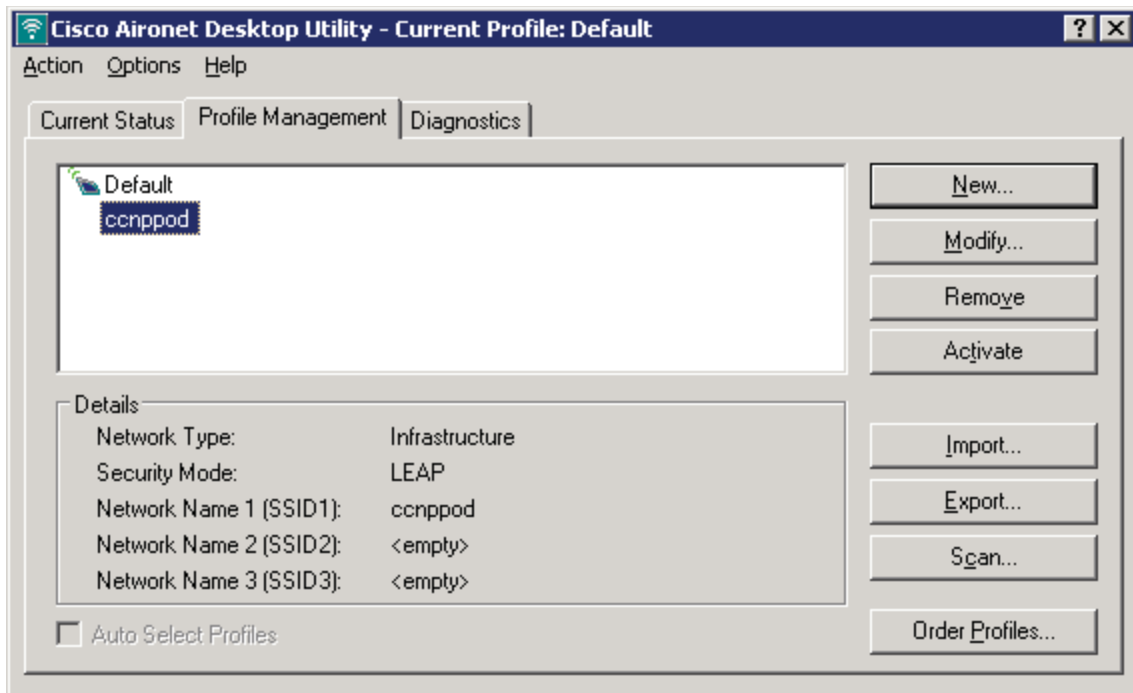 Cisco Aironet Desktop Utility - Current Profile: Default
Action Options Help
Current Status Profile Management Diagnostics
Default
ccnppod
New...
Modify...
Remove
Activate
Details
Network Type: Infrastructure
Security Mode: LEAP
Network Name 1 (SSID1): ccnppod
Network Name 2 (SSID2): <empty>
Network Name 3 (SSID3): <empty>
Import...
Export...
Scan...
Auto Select Profiles
Order Profiles...